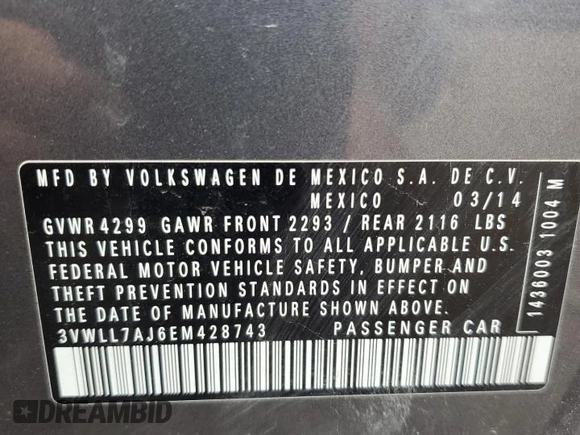 MFD BY VOLKSWAGEN DE MEXICO S.A. DE C.V.
MEXICO 03/14
GVWR 4299 GAWR FRONT 2293 / REAR 2116 LBS
THIS VEHICLE CONFORMS TO ALL APPLICABLE U.S.
FEDERAL MOTOR VEHICLE SAFETY, BUMPER AND
THEFT PREVENTION STANDARDS IN EFFECT ON
THE DATE OF MANUFACTURE SHOWN ABOVE.
3VWLL7AJ6EM428743 PASSENGER CAR
1436003 1004 M
DREAMBID